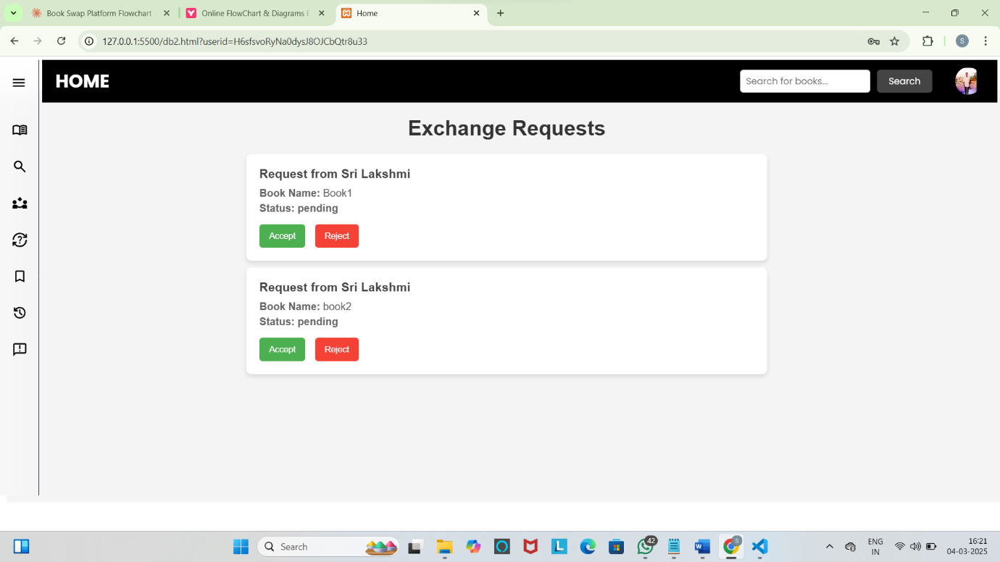 Book Swap Platform Flowchart
Online FlowChart & Diagrams E
Home
127.0.0.1:5500/db2.html?userid=H6sfsvoRyNa0dysJ8OJCbQtr8u33
S
HOME
Search for books...
Search
Exchange Requests
Request from Sri Lakshmi
Book Name: Book1
Status: pending
Accept
Reject
Request from Sri Lakshmi
Book Name: book2
Status: pending
Accept
Reject
Search
42
S
ENG
IN
16:21
04-03-2025